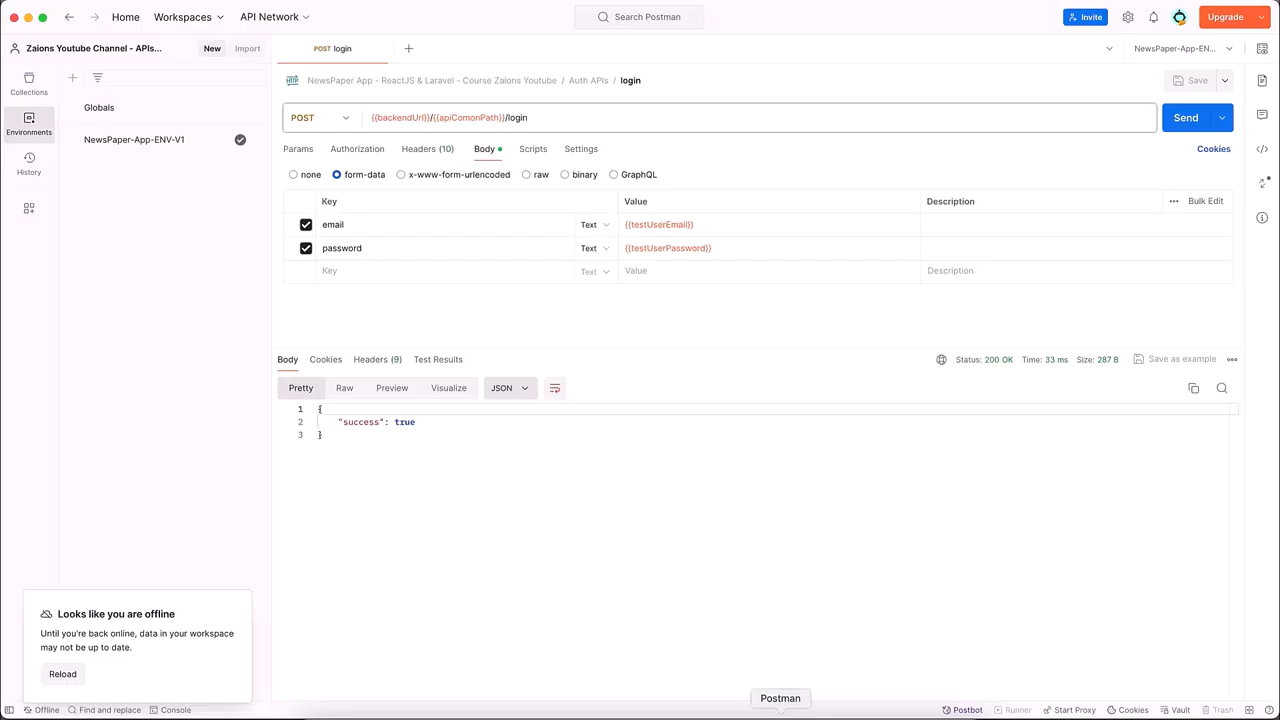 Home
Workspaces
API Network
Search Postman
Invite
Upgrade
Zaions Youtube Channel - APIs...
New
Import
POST login
NewsPaper-App-EN...
Collections
Environments
History
Globals
NewsPaper-App-ENV-V1
NewsPaper App - ReactJS & Laravel - Course Zaions Youtube / Auth APIs / login
Save
POST
{{backendUrl}}/{{apiComonPath}}/login
Send
Params
Authorization
Headers (10)
Body
Scripts
Settings
Cookies
none
form-data
x-www-form-urlencoded
raw
binary
GraphQL
Key
Value
Description
Bulk Edit
email
Text
{{testUserEmail}}
password
Text
{{testUserPassword}}
Key
Text
Value
Description
Body
Cookies
Headers (9)
Test Results
Status: 200 OK
Time: 33 ms
Size: 287 B
Save as example
Pretty
Raw
Preview
Visualize
JSON
1 {
2 "success": true
3 }
Looks like you are offline
Until you're back online, data in your workspace
may not be up to date.
Reload
Postman
Offline
Find and replace
Console
Postbot
Runner
Start Proxy
Cookies
Vault
Trash